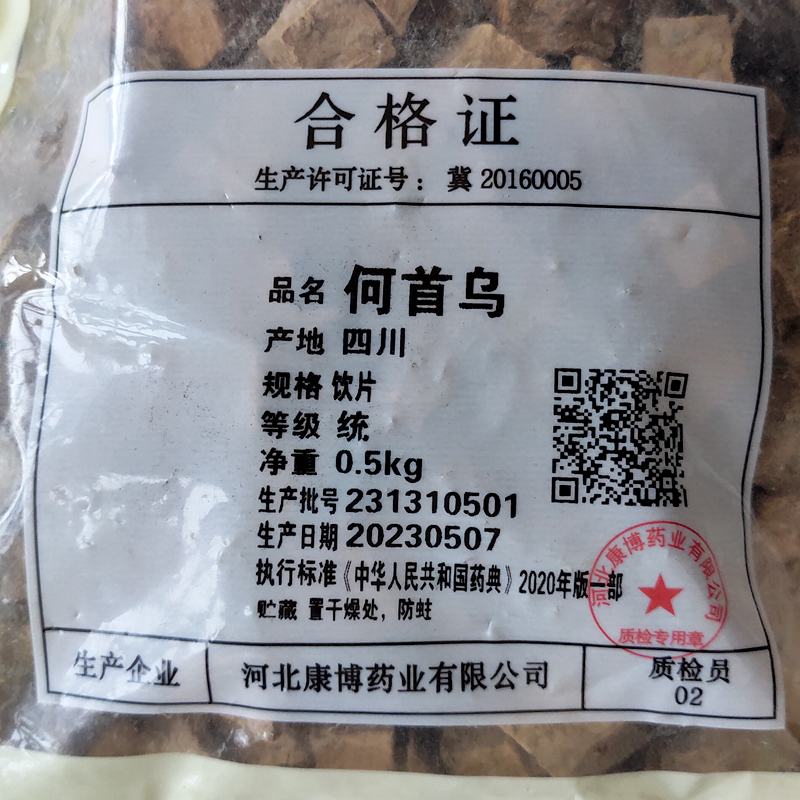 合格证
生产许可证号：冀 20160005
品名 何首乌
产地 四川
规格 饮片
等级 统
净重 0.5kg
生产批号 231310501
生产日期 20230507
执行标准《中华人民共和国药典》2020年版一部
贮藏 置干燥处，防蛀
河北康博药业有限公司
质检专用章
生产企业 河北康博药业有限公司 质检员
02